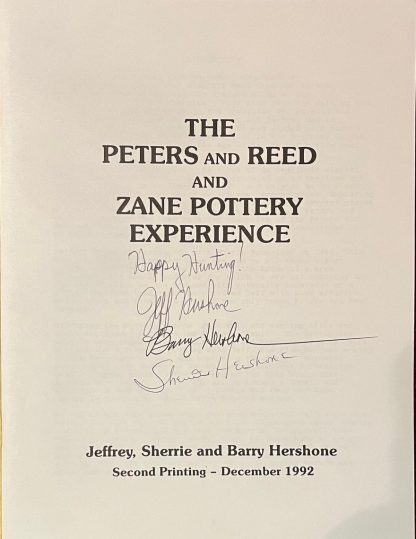 THE
PETERS AND REED
AND
ZANE POTTERY
EXPERIENCE
Happy Hunting!
Jeff Hershone
Barry Hershone
Sherrie Hershone
Jeffrey, Sherrie and Barry Hershone
Second Printing – December 1992